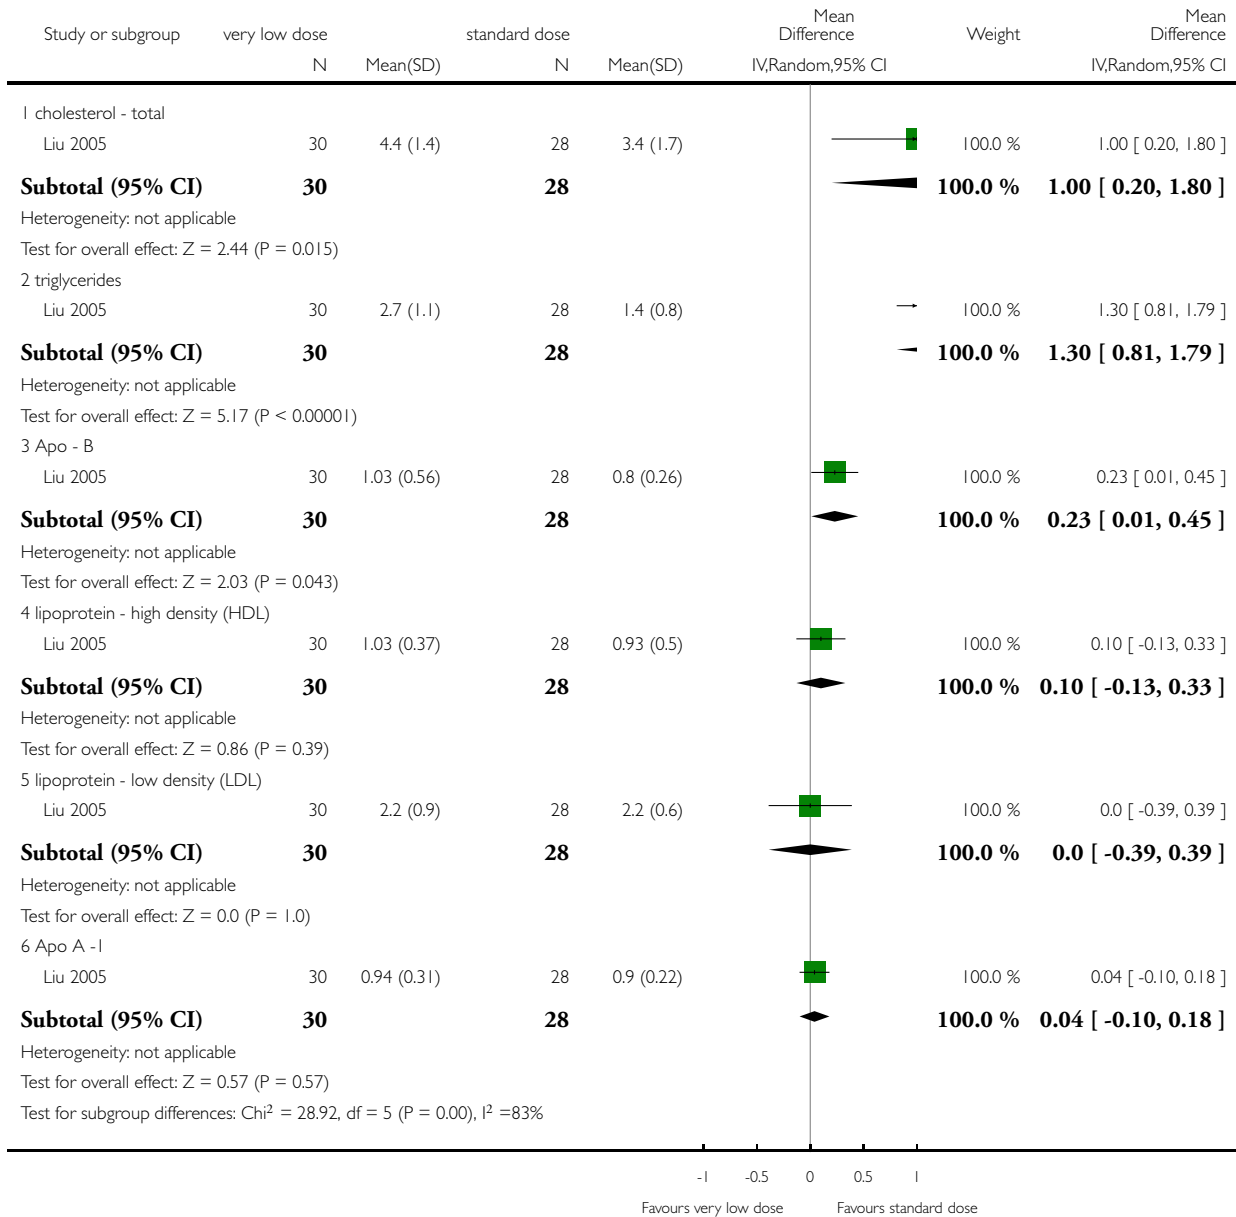 Study or subgroup very low dose standard dose Mean Difference Weight Mean Difference
N Mean(SD) N Mean(SD) IV,Random,95% CI IV,Random,95% CI
1 cholesterol - total
Liu 2005 30 4.4 (1.4) 28 3.4 (1.7) 100.0 % 1.00 [ 0.20, 1.80 ]
Subtotal (95% CI) 30 28 100.0 % 1.00 [ 0.20, 1.80 ]
Heterogeneity: not applicable
Test for overall effect: Z = 2.44 (P = 0.015)
2 triglycerides
Liu 2005 30 2.7 (1.1) 28 1.4 (0.8) 100.0 % 1.30 [ 0.81, 1.79 ]
Subtotal (95% CI) 30 28 100.0 % 1.30 [ 0.81, 1.79 ]
Heterogeneity: not applicable
Test for overall effect: Z = 5.17 (P < 0.00001)
3 Apo - B
Liu 2005 30 1.03 (0.56) 28 0.8 (0.26) 100.0 % 0.23 [ 0.01, 0.45 ]
Subtotal (95% CI) 30 28 100.0 % 0.23 [ 0.01, 0.45 ]
Heterogeneity: not applicable
Test for overall effect: Z = 2.03 (P = 0.043)
4 lipoprotein - high density (HDL)
Liu 2005 30 1.03 (0.37) 28 0.93 (0.5) 100.0 % 0.10 [ -0.13, 0.33 ]
Subtotal (95% CI) 30 28 100.0 % 0.10 [ -0.13, 0.33 ]
Heterogeneity: not applicable
Test for overall effect: Z = 0.86 (P = 0.39)
5 lipoprotein - low density (LDL)
Liu 2005 30 2.2 (0.9) 28 2.2 (0.6) 100.0 % 0.0 [ -0.39, 0.39 ]
Subtotal (95% CI) 30 28 100.0 % 0.0 [ -0.39, 0.39 ]
Heterogeneity: not applicable
Test for overall effect: Z = 0.0 (P = 1.0)
6 Apo A -1
Liu 2005 30 0.94 (0.31) 28 0.9 (0.22) 100.0 % 0.04 [ -0.10, 0.18 ]
Subtotal (95% CI) 30 28 100.0 % 0.04 [ -0.10, 0.18 ]
Heterogeneity: not applicable
Test for overall effect: Z = 0.57 (P = 0.57)
Test for subgroup differences: Chi² = 28.92, df = 5 (P = 0.00), I² =83%
-1 -0.5 0 0.5 1
Favours very low dose Favours standard dose